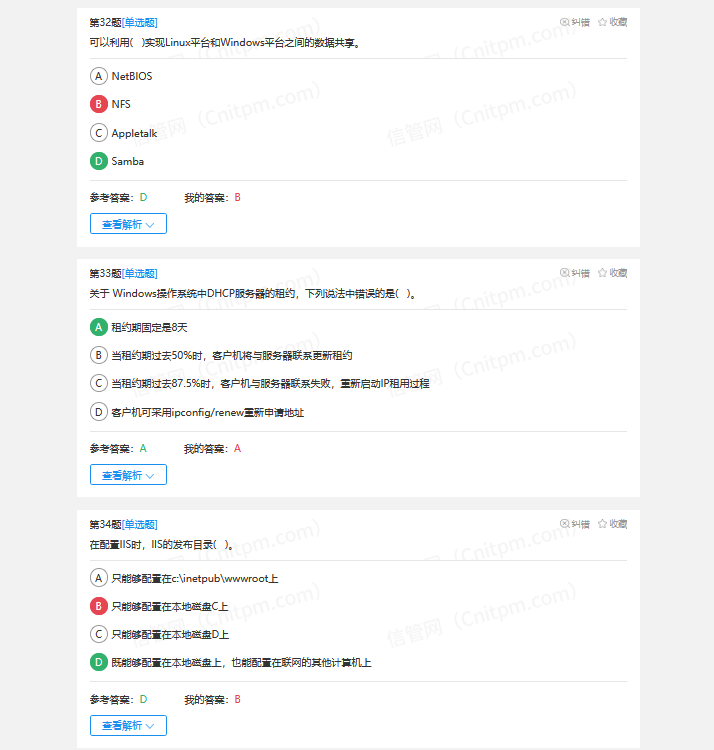 第32题[单选题] 纠错 收藏
可以利用( )实现Linux平台和Windows平台之间的数据共享。
A NetBIOS
B NFS
C Appletalk
D Samba
参考答案：D 我的答案：B
查看解析
第33题[单选题] 纠错 收藏
关于 Windows操作系统中DHCP服务器的租约，下列说法中错误的是( )。
A 租约期固定是8天
B 当租约期过去50%时，客户机将与服务器联系更新租约
C 当租约期过去87.5%时，客户机与服务器联系失败，重新启动IP租用过程
D 客户机可采用ipconfig/renew重新申请地址
参考答案：A 我的答案：A
查看解析
第34题[单选题] 纠错 收藏
在配置IIS时，IIS的发布目录( )。
A 只能够配置在c:\inetpub\wwwroot上
B 只能够配置在本地磁盘C上
C 只能够配置在本地磁盘D上
D 既能够配置在本地磁盘上，也能配置在联网的其他计算机上
参考答案：D 我的答案：B
查看解析
信管网（Cnitpm.com）